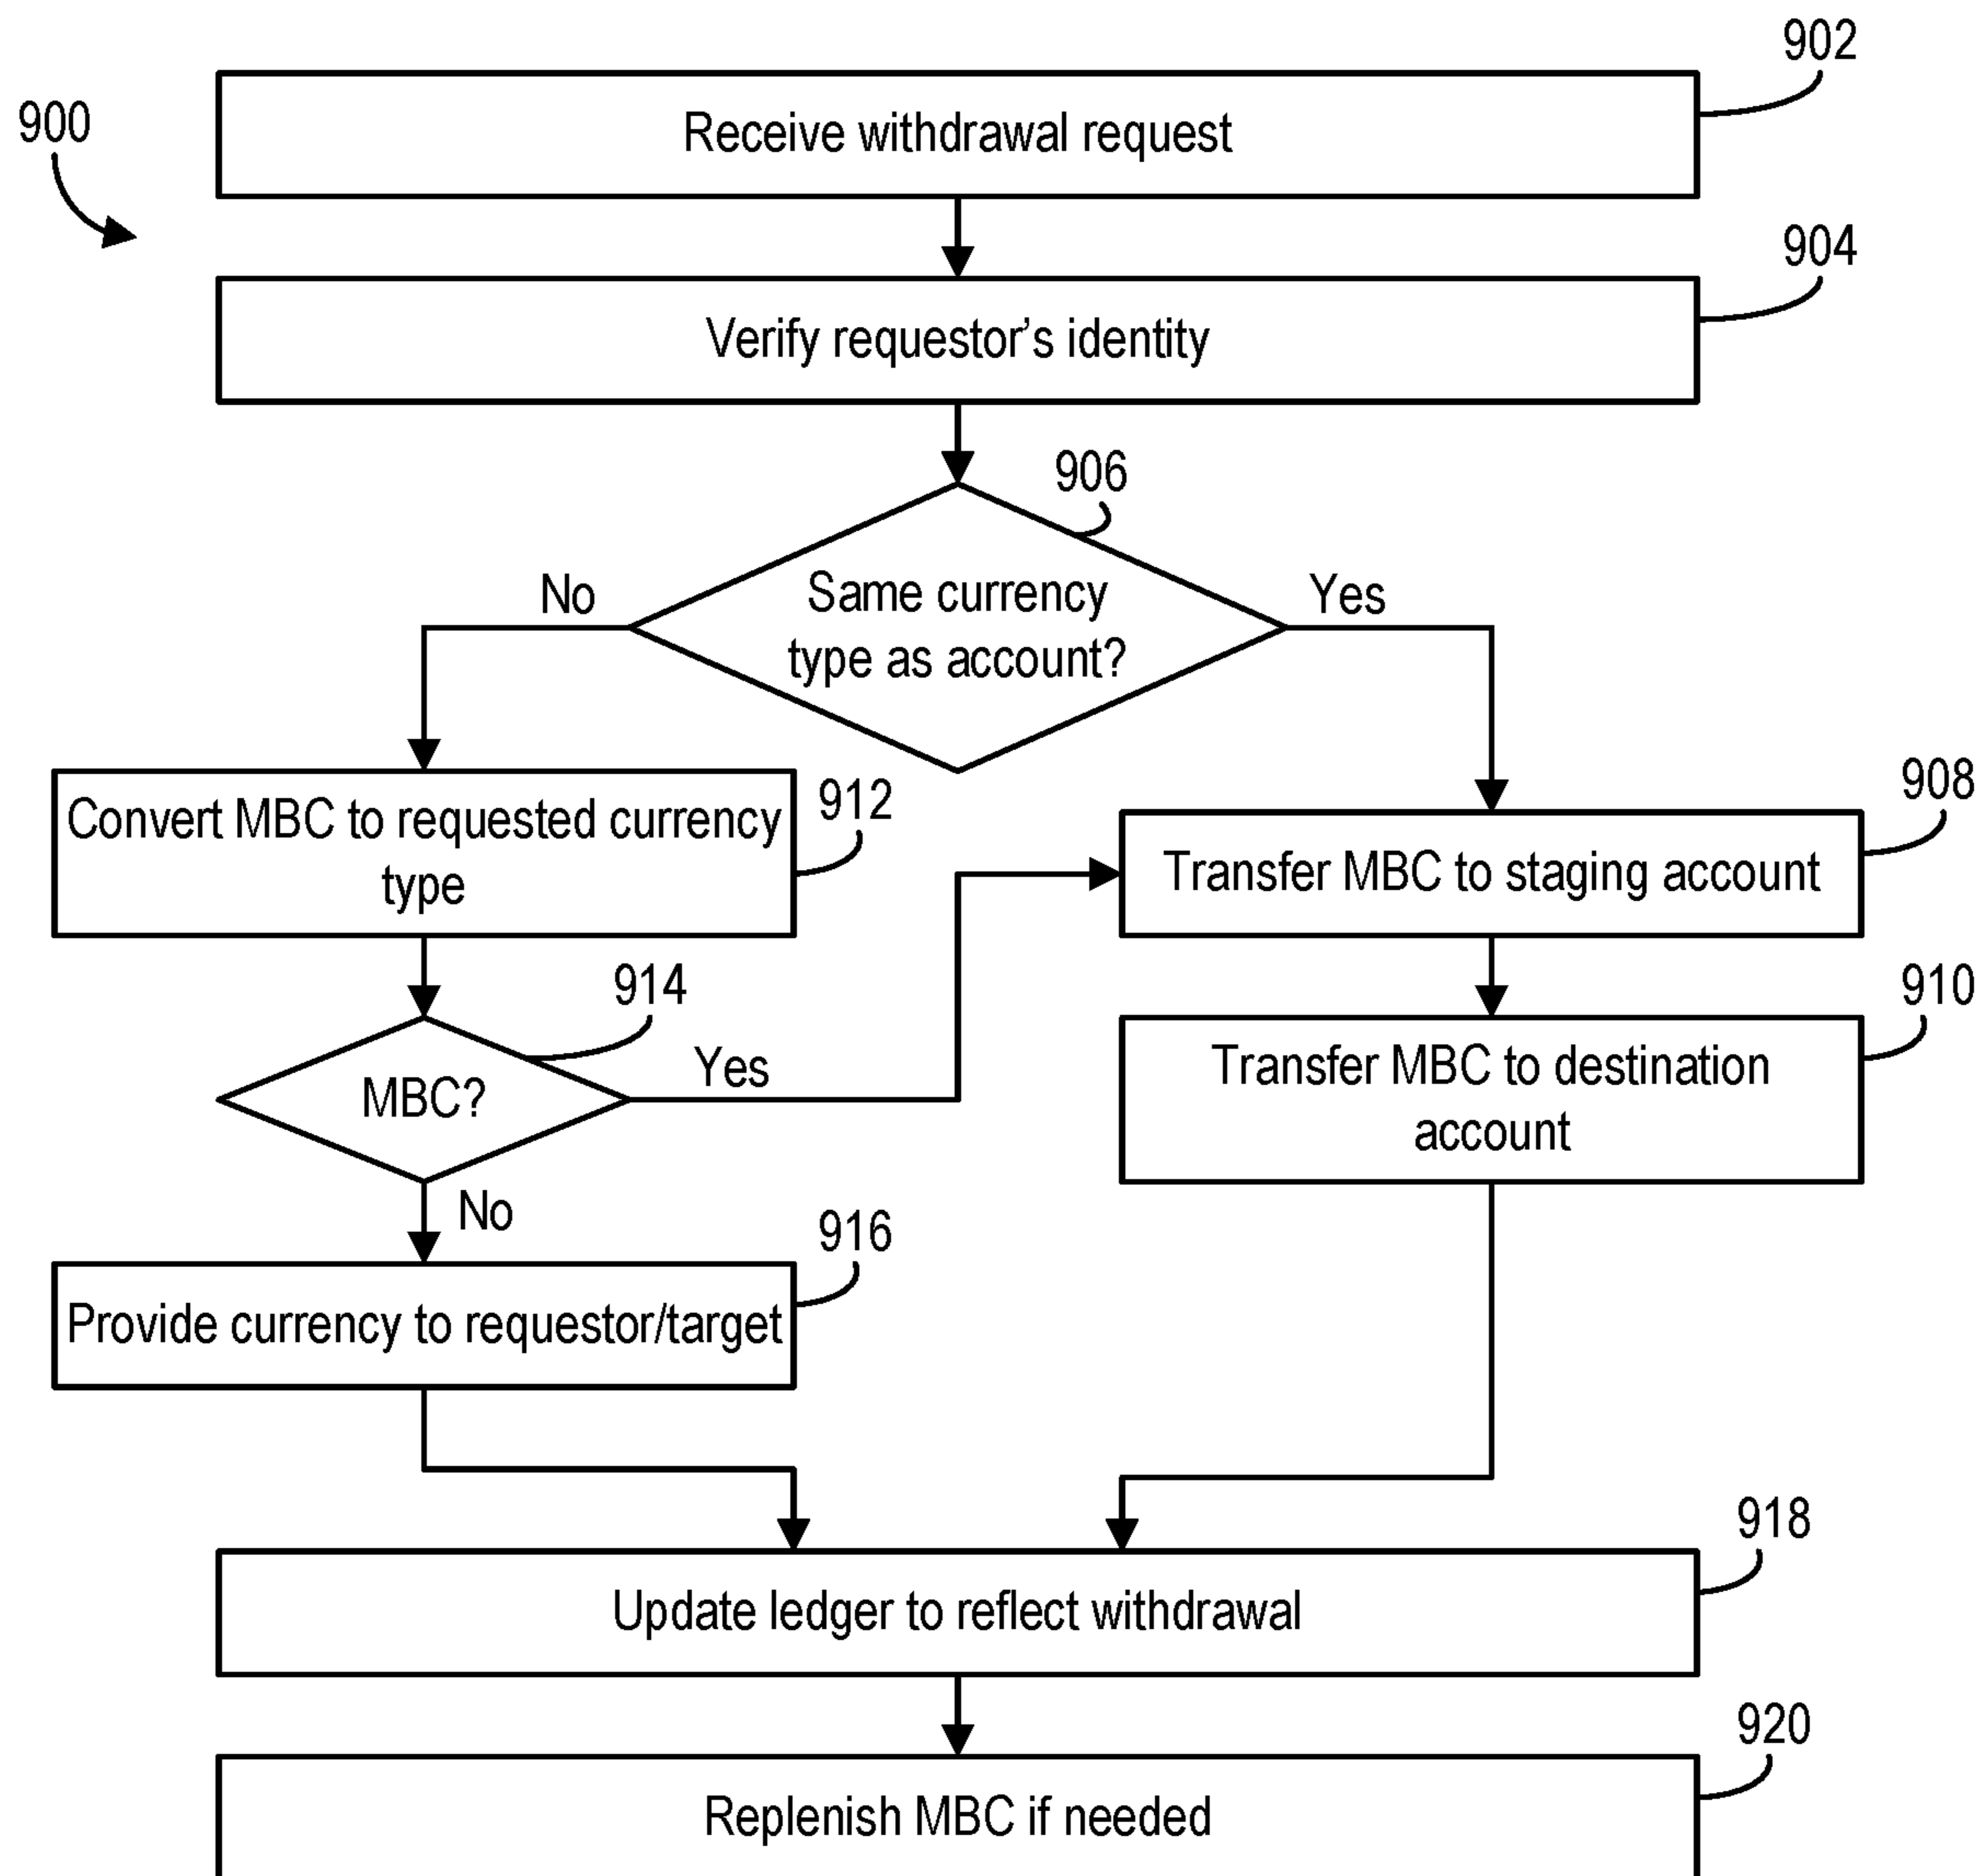 902
900
Receive withdrawal request
904
Verify requestor’s identity
906
Same currency
type as account?
No
Yes
912
Convert MBC to requested currency
type
908
Transfer MBC to staging account
914
MBC?
Yes
No
910
Transfer MBC to destination
account
916
Provide currency to requestor/target
918
Update ledger to reflect withdrawal
920
Replenish MBC if needed